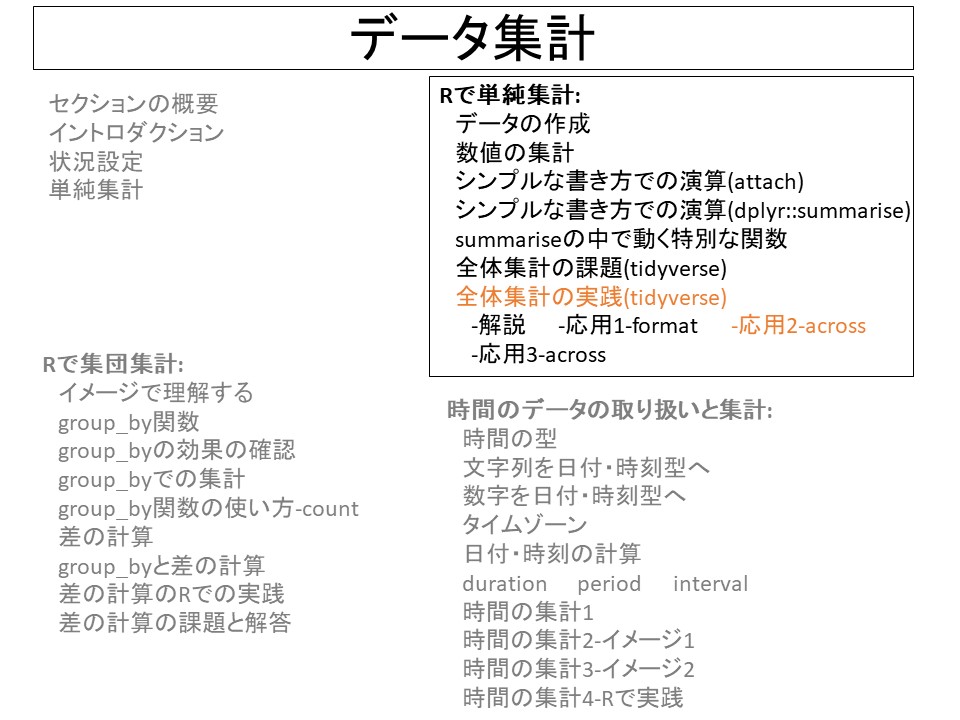 データ集計
セクションの概要
イントロダクション
状況設定
単純集計
Rで単純集計:
データの作成
数値の集計
シンプルな書き方での演算(attach)
シンプルな書き方での演算(dplyr::summarise)
summariseの中で動く特別な関数
全体集計の課題(tidyverse)
全体集計の実践(tidyverse)
-解説 -応用1-format -応用2-across
-応用3-across
Rで集団集計:
イメージで理解する
group_by関数
group_byの効果の確認
group_byでの集計
group_by関数の使い方-count
差の計算
group_byと差の計算
差の計算のRでの実践
差の計算の課題と解答
時間のデータの取り扱いと集計:
時間の型
文字列を日付・時刻型へ
数字を日付・時刻型へ
タイムゾーン
日付・時刻の計算
duration period interval
時間の集計1
時間の集計2-イメージ1
時間の集計3-イメージ2
時間の集計4-Rで実践